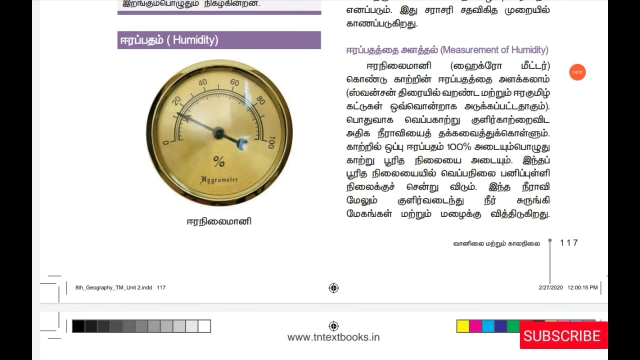 இறங்கும்பொழுதும் நிகழ்கின்றன.
ஈரப்பதம் ( Humidity)
0
20
40
60
80
100
%
Hygrometer
ஈரநிலைமானி
எனப்படும். இது சராசரி சதவிகித முறையில்
காணப்படுகிறது.
ஈரப்பதத்தை அளத்தல் (Measurement of Humidity)
ஈரநிலைமானி (ஹைக்ரோ மீட்டர்)
கொண்டு காற்றின் ஈரப்பதத்தை அளக்கலாம்
(ஸ்வன்சன் திரையில் வறண்ட மற்றும் ஈரகுமிழ்
கட்டுகள் ஒவ்வொன்றாக அடுக்கப்பட்டதாகும்).
பொதுவாக வெப்பகாற்று குளிர்காற்றைவிட
அதிக நீராவியைத் தக்கவைத்துக்கொள்ளும்.
காற்றில் ஒப்பு ஈரப்பதம் 100% அடையும்பொழுது
காற்று பூரித நிலையை அடையும். இந்தப்
பூரித நிலையையில் வெப்பநிலை பனிப்புள்ளி
நிலைக்குச் சென்று விடும். இந்த நீராவி
மேலும் குளிர்வடைந்து நீர் சுருங்கி
மேகங்கள் மற்றும் மழைக்கு வித்திடுகிறது.
வானிலை மற்றும் காலநிலை 117
8th_Geography_TM_Unit 2.indd 117
2/27/2020 12:00:15 PM
www.tntextbooks.in
SUBSCRIBE